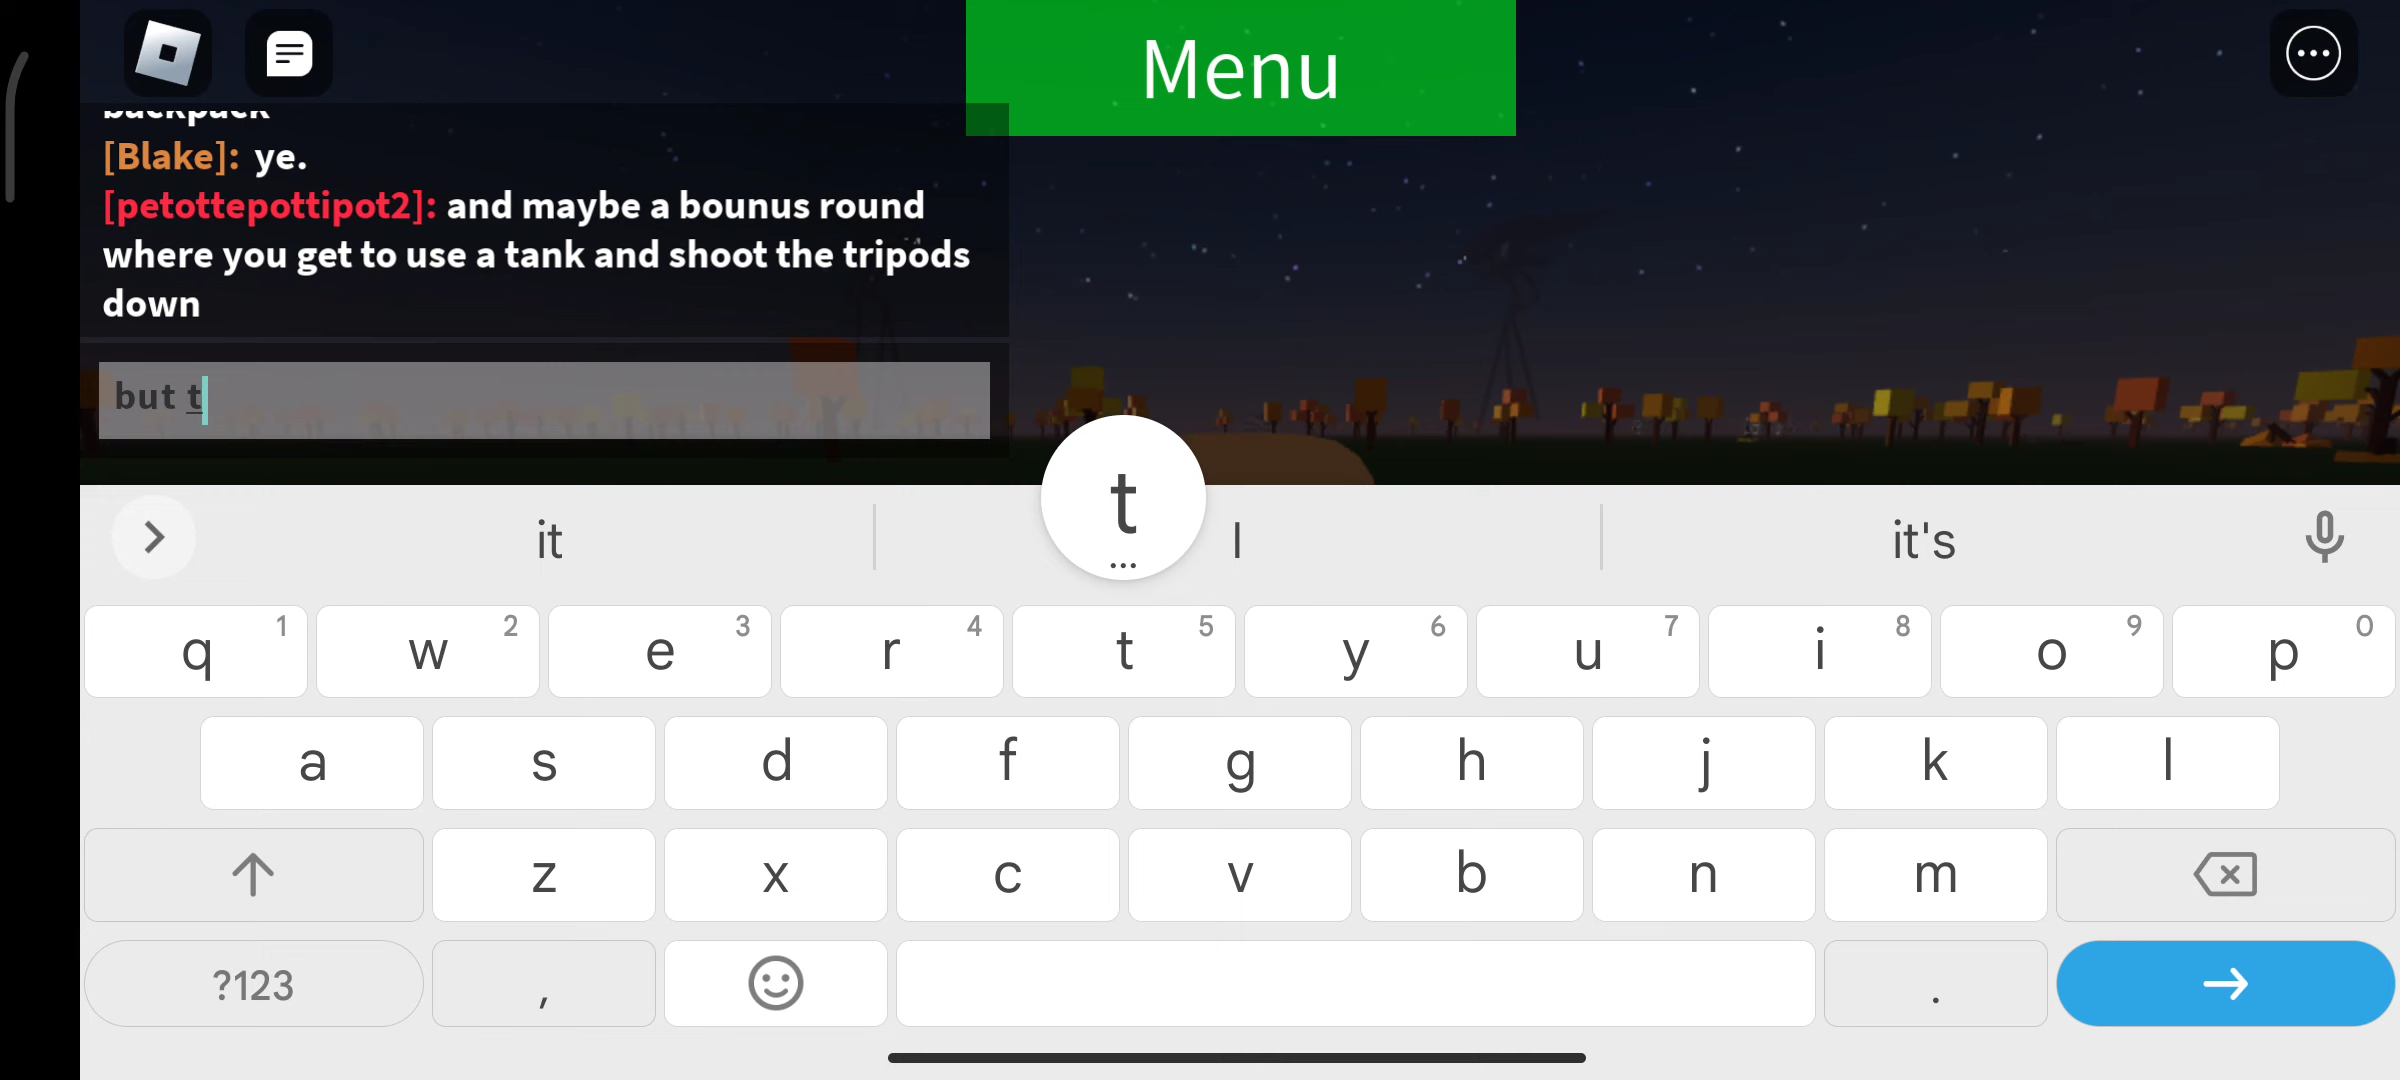 Menu
backpack
[Blake]: ye.
[petottepottipot2]: and maybe a bounus round
where you get to use a tank and shoot the tripods
down
but t
t
...
it I it's
q 1 w 2 e 3 r 4 t 5 y 6 u 7 i 8 o 9 p 0
a s d f g h j k l
z x c v b n m
?123 , .